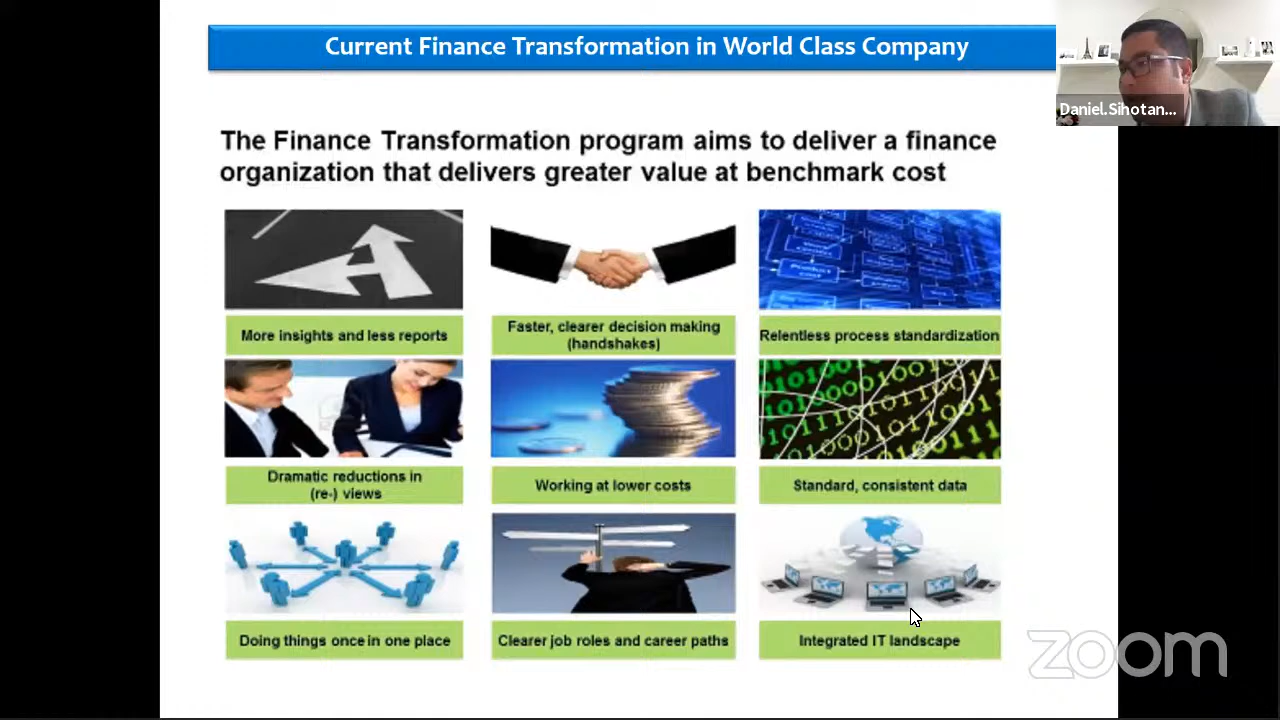 Current Finance Transformation in World Class Company
Daniel.Sihotan...
The Finance Transformation program aims to deliver a finance
organization that delivers greater value at benchmark cost
More insights and less reports
Faster, clearer decision making
(handshakes)
Relentless process standardization
Dramatic reductions in
(re-) views
Working at lower costs
Standard, consistent data
Doing things once in one place
Clearer job roles and career paths
Integrated IT landscape
zoom